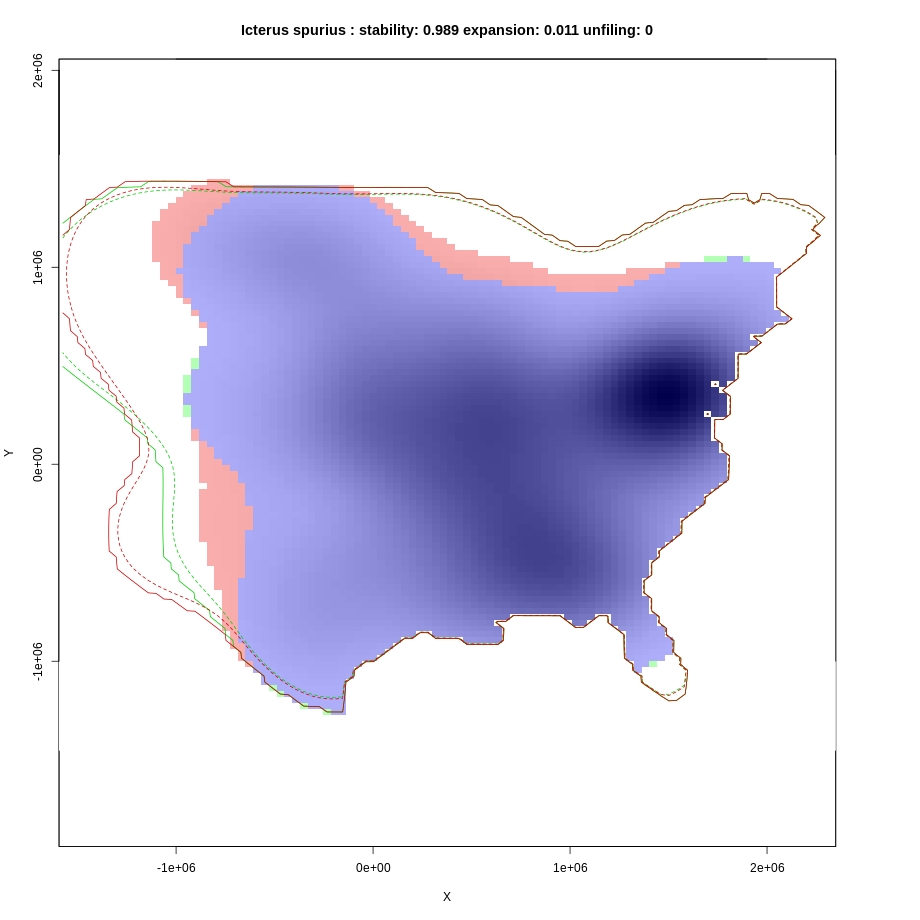 Icterus spurius : stability: 0.989 expansion: 0.011 unfiling: 0
2e+06
1e+06
0e+00
-1e+06
Y
-1e+06 0e+00 1e+06 2e+06
X